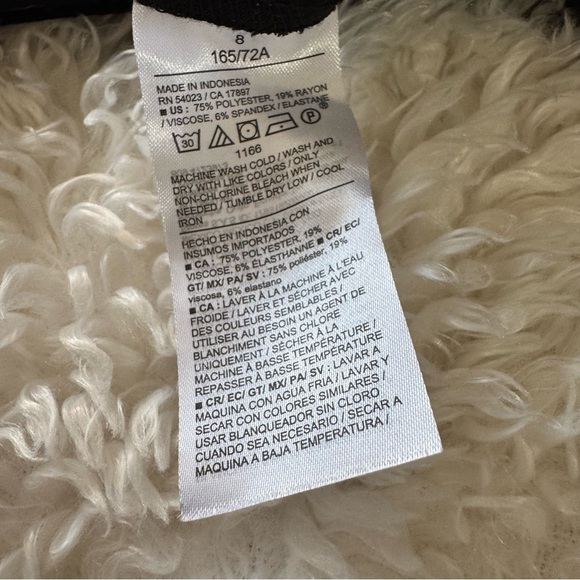 8
165/72A
MADE IN INDONESIA
RN 54023 / CA 17897
■ US : 75% POLYESTER, 19% RAYON
/ VISCOSE, 6% SPANDEX / ELASTANE
30 P
1166
MACHINE WASH COLD / WASH AND
DRY WITH LIKE COLORS / ONLY
NON-CHLORINE BLEACH WHEN
NEEDED / TUMBLE DRY LOW / COOL
IRON
HECHO EN INDONESIA CON
INSUMOS IMPORTADOS
■ CA : 75% POLYESTER, 19%
VISCOSE, 6% ÉLASTHANNE ■ CR/ EC/
GT/ MX/ PA/ SV : 75% poliéster, 19%
viscosa, 6% elastano
■ CA : LAVER À LA MACHINE À L'EAU
FROIDE / LAVER ET SÉCHER AVEC
DES COULEURS SEMBLABLES /
UTILISER AU BESOIN UN AGENT DE
BLANCHIMENT SANS CHLORE
UNIQUEMENT / SÉCHER À LA
MACHINE À BASSE TEMPÉRATURE /
REPASSER À BASSE TEMPÉRATURE
■ CR/ EC/ GT/ MX/ PA/ SV : LAVAR A
MAQUINA CON AGUA FRIA / LAVAR Y
SECAR CON COLORES SIMILARES /
USAR BLANQUEADOR SIN CLORO
CUANDO SEA NECESARIO / SECAR A
MAQUINA A BAJA TEMPERATURA /